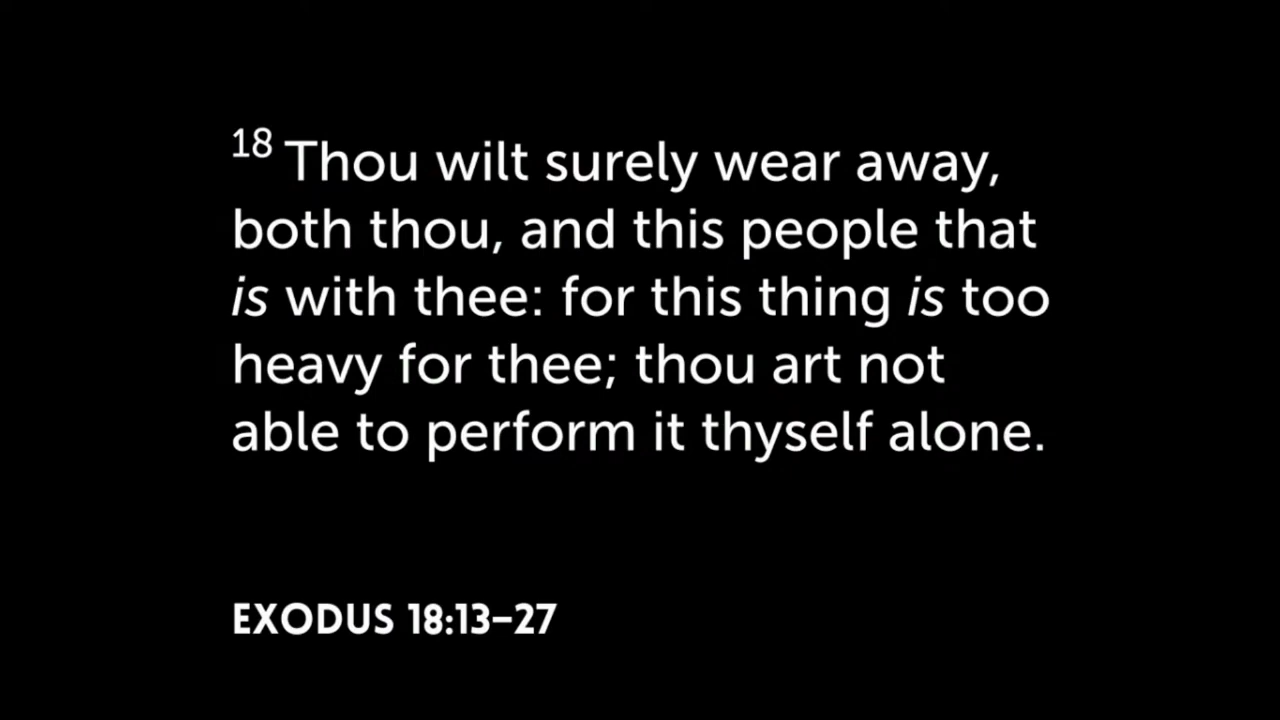 18 Thou wilt surely wear away,
both thou, and this people that
is with thee: for this thing is too
heavy for thee; thou art not
able to perform it thyself alone.
EXODUS 18:13–27